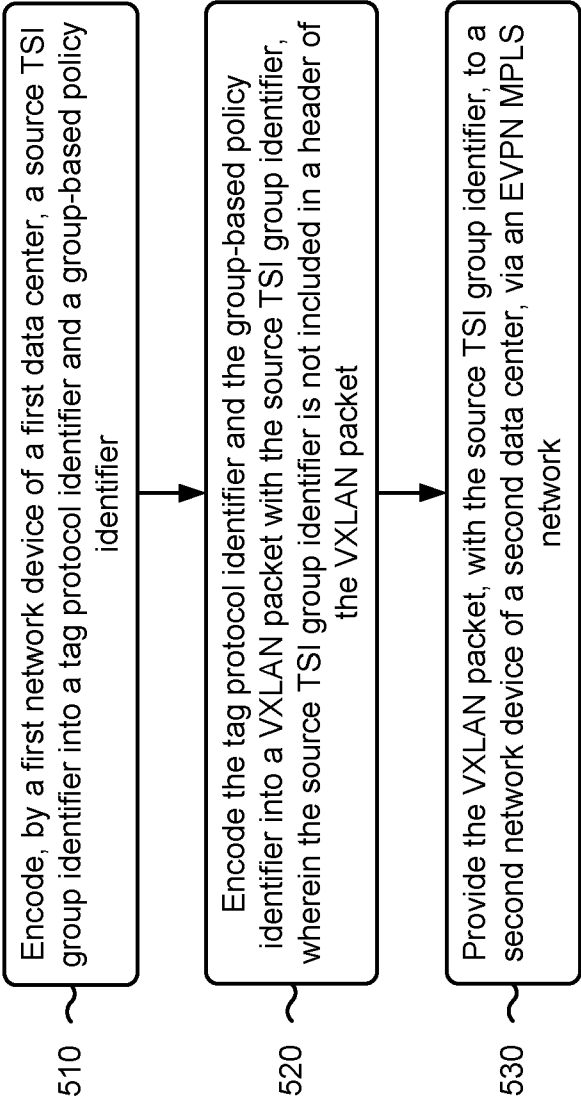 510
Encode, by a first network device of a first data center, a source TSI
group identifier into a tag protocol identifier and a group-based policy
identifier
520
Encode the tag protocol identifier and the group-based policy
identifier into a VXLAN packet with the source TSI group identifier,
wherein the source TSI group identifier is not included in a header of
the VXLAN packet
530
Provide the VXLAN packet, with the source TSI group identifier, to a
second network device of a second data center, via an EVPN MPLS
network